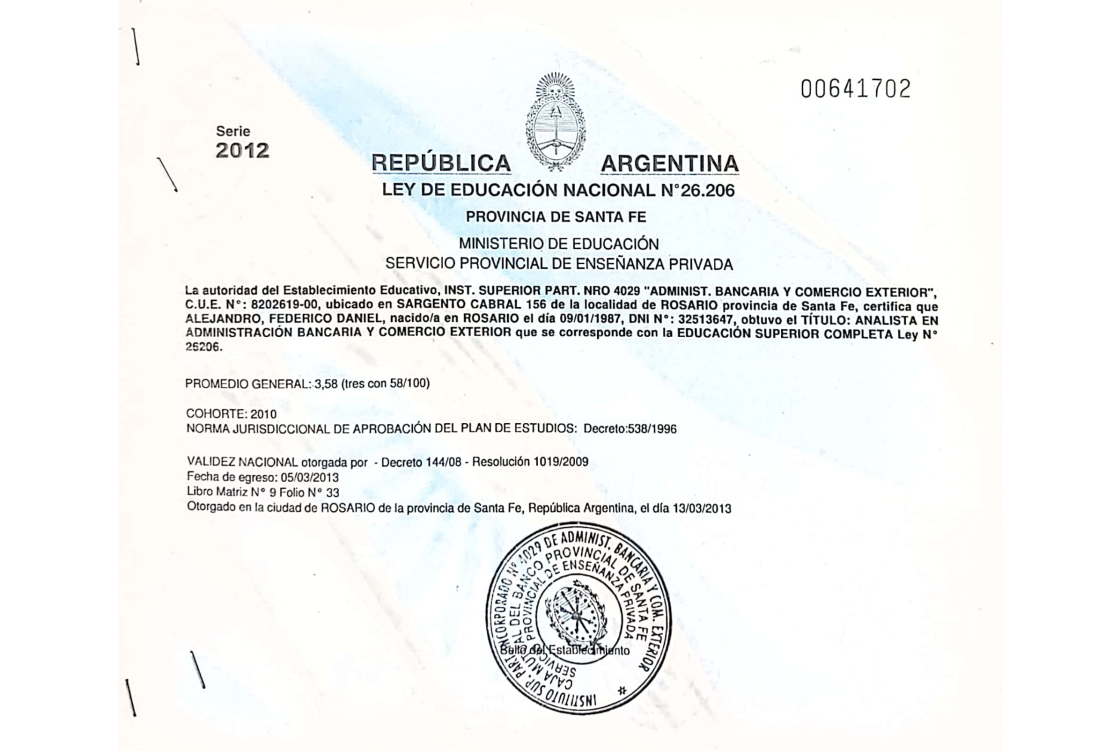 00641702
Serie
2012
REPÚBLICA ARGENTINA
LEY DE EDUCACIÓN NACIONAL N°26.206
PROVINCIA DE SANTA FE
MINISTERIO DE EDUCACIÓN
SERVICIO PROVINCIAL DE ENSEÑANZA PRIVADA
La autoridad del Establecimiento Educativo, INST. SUPERIOR PART. NRO 4029 "ADMINIST. BANCARIA Y COMERCIO EXTERIOR",
C.U.E. N°: 8202619-00, ubicado en SARGENTO CABRAL 156 de la localidad de ROSARIO provincia de Santa Fe, certifica que
ALEJANDRO, FEDERICO DANIEL, nacido/a en ROSARIO el día 09/01/1987, DNI N°: 32513647, obtuvo el TÍTULO: ANALISTA EN
ADMINISTRACIÓN BANCARIA Y COMERCIO EXTERIOR que se corresponde con la EDUCACIÓN SUPERIOR COMPLETA Ley N°
26206.
PROMEDIO GENERAL: 3,58 (tres con 58/100)
COHORTE: 2010
NORMA JURISDICCIONAL DE APROBACIÓN DEL PLAN DE ESTUDIOS: Decreto:538/1996
VALIDEZ NACIONAL otorgada por - Decreto 144/08 - Resolución 1019/2009
Fecha de egreso: 05/03/2013
Libro Matriz N° 9 Folio N° 33
Otorgado en la ciudad de ROSARIO de la provincia de Santa Fe, República Argentina, el día 13/03/2013
INSTITUTO SUP. PART. INCORPORADO N° 4029 DE ADMINIST. BANCARIA Y COM. EXTERIOR
CAJA MUTUAL DEL BANCO PROVINCIAL DE SANTA FE
SERVICIO PROVINCIAL DE ENSEÑANZA PRIVADA
Sello del Establecimiento